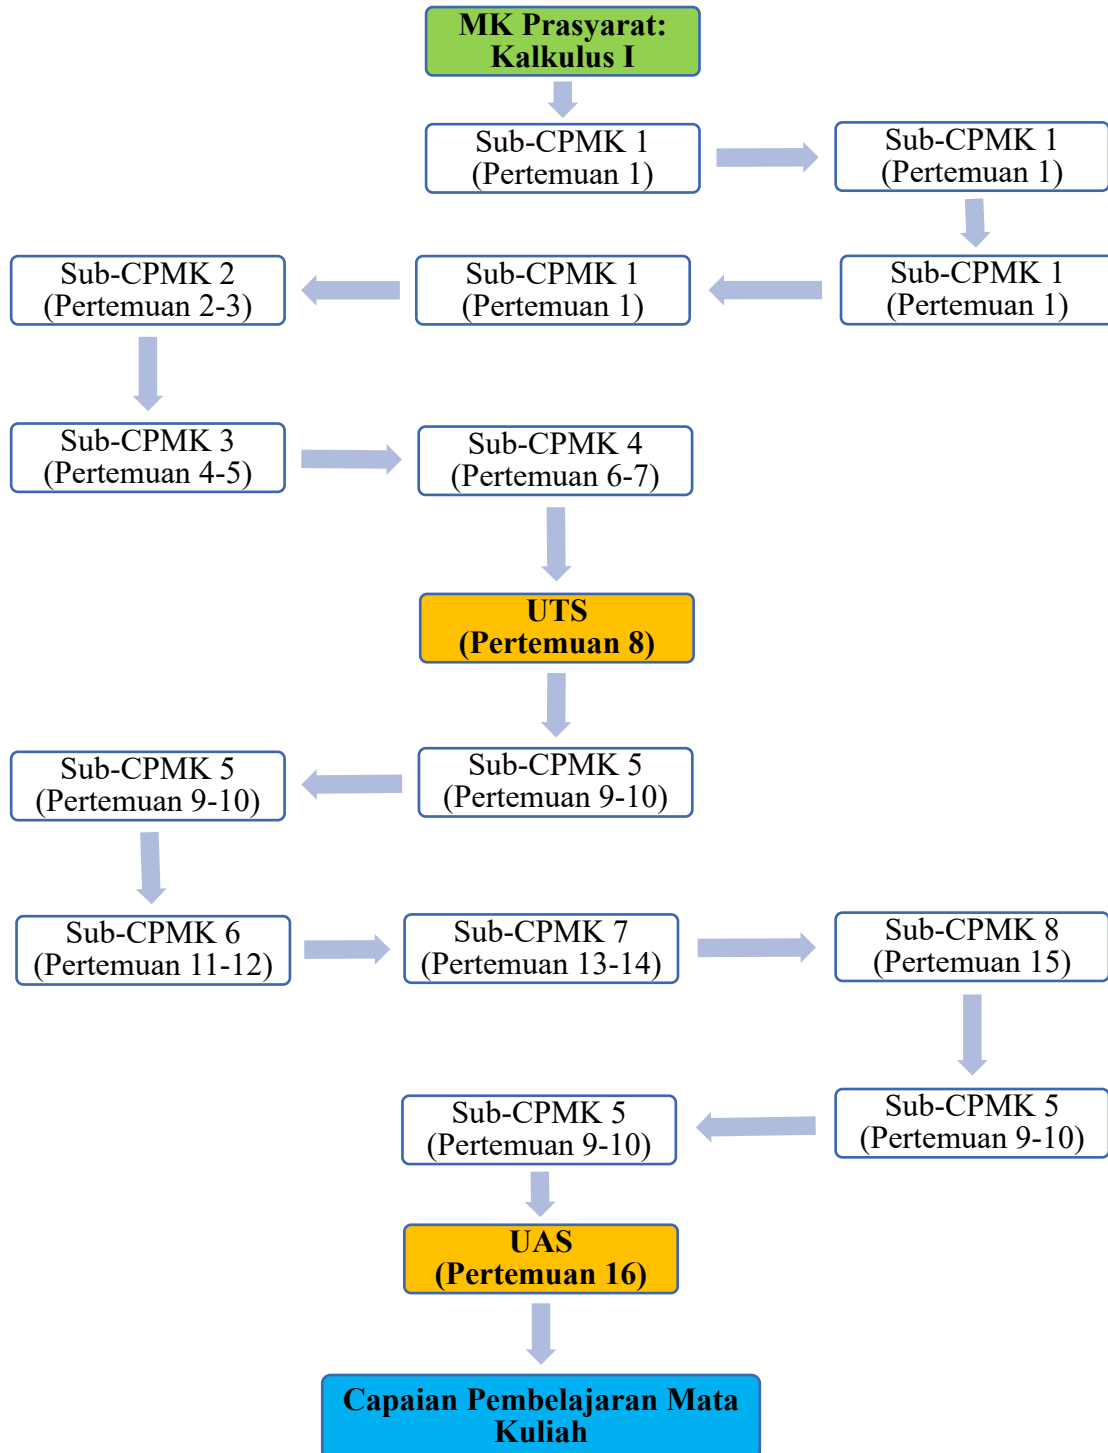 MK Prasyarat:
Kalkulus I
Sub-CPMK 1
(Pertemuan 1)
Sub-CPMK 1
(Pertemuan 1)
Sub-CPMK 1
(Pertemuan 1)
Sub-CPMK 1
(Pertemuan 1)
Sub-CPMK 2
(Pertemuan 2-3)
Sub-CPMK 3
(Pertemuan 4-5)
Sub-CPMK 4
(Pertemuan 6-7)
UTS
(Pertemuan 8)
Sub-CPMK 5
(Pertemuan 9-10)
Sub-CPMK 5
(Pertemuan 9-10)
Sub-CPMK 6
(Pertemuan 11-12)
Sub-CPMK 7
(Pertemuan 13-14)
Sub-CPMK 8
(Pertemuan 15)
Sub-CPMK 5
(Pertemuan 9-10)
Sub-CPMK 5
(Pertemuan 9-10)
UAS
(Pertemuan 16)
Capaian Pembelajaran Mata
Kuliah